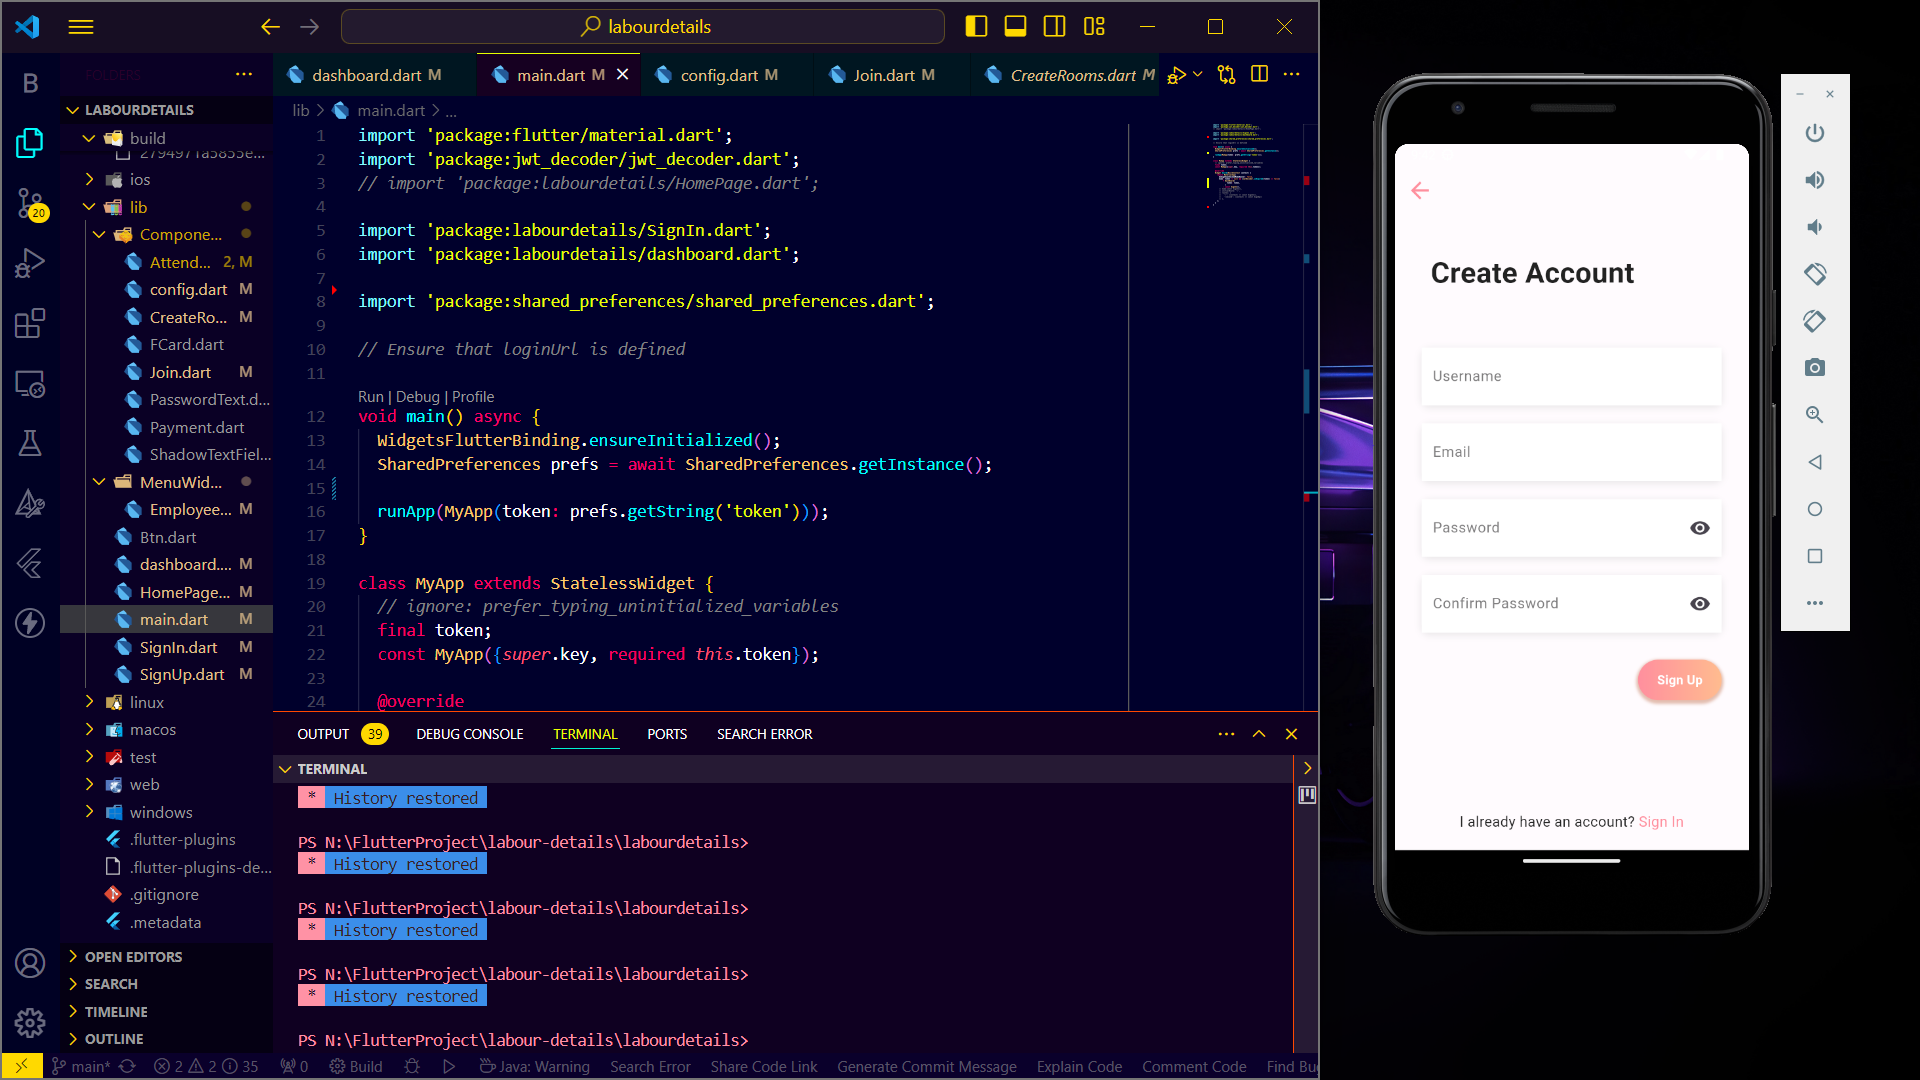 labourdetails
FOLDERS
dashboard.dart M
main.dart M
config.dart M
Join.dart M
CreateRooms.dart M
LABOURDETAILS
build
2794971a5855e...
ios
lib
Compone...
Attend... 2, M
config.dart M
CreateRo... M
FCard.dart
Join.dart M
PasswordText.d...
Payment.dart
ShadowTextFiel...
MenuWid...
Employee... M
Btn.dart
dashboard.... M
HomePage... M
main.dart M
SignIn.dart M
SignUp.dart M
linux
macos
test
web
windows
.flutter-plugins
.flutter-plugins-de...
.gitignore
.metadata
OPEN EDITORS
SEARCH
TIMELINE
OUTLINE
20
lib > main.dart > ...
1 import 'package:flutter/material.dart';
2 import 'package:jwt_decoder/jwt_decoder.dart';
3 // import 'package:labourdetails/HomePage.dart';
4
5 import 'package:labourdetails/SignIn.dart';
6 import 'package:labourdetails/dashboard.dart';
7
8 import 'package:shared_preferences/shared_preferences.dart';
9
10 // Ensure that loginUrl is defined
11
Run | Debug | Profile
12 void main() async {
13 WidgetsFlutterBinding.ensureInitialized();
14 SharedPreferences prefs = await SharedPreferences.getInstance();
15
16 runApp(MyApp(token: prefs.getString('token')));
17 }
18
19 class MyApp extends StatelessWidget {
20 // ignore: prefer_typing_uninitialized_variables
21 final token;
22 const MyApp({super.key, required this.token});
23
24 @override
OUTPUT 39 DEBUG CONSOLE TERMINAL PORTS SEARCH ERROR
TERMINAL
* History restored
PS N:\FlutterProject\labour-details\labourdetails>
* History restored
PS N:\FlutterProject\labour-details\labourdetails>
* History restored
PS N:\FlutterProject\labour-details\labourdetails>
* History restored
PS N:\FlutterProject\labour-details\labourdetails>
main* 2 2 35 0 Build Java: Warning Search Error Share Code Link Generate Commit Message Explain Code Comment Code Find Bu
Create Account
Username
Email
Password
Confirm Password
Sign Up
I already have an account? Sign In